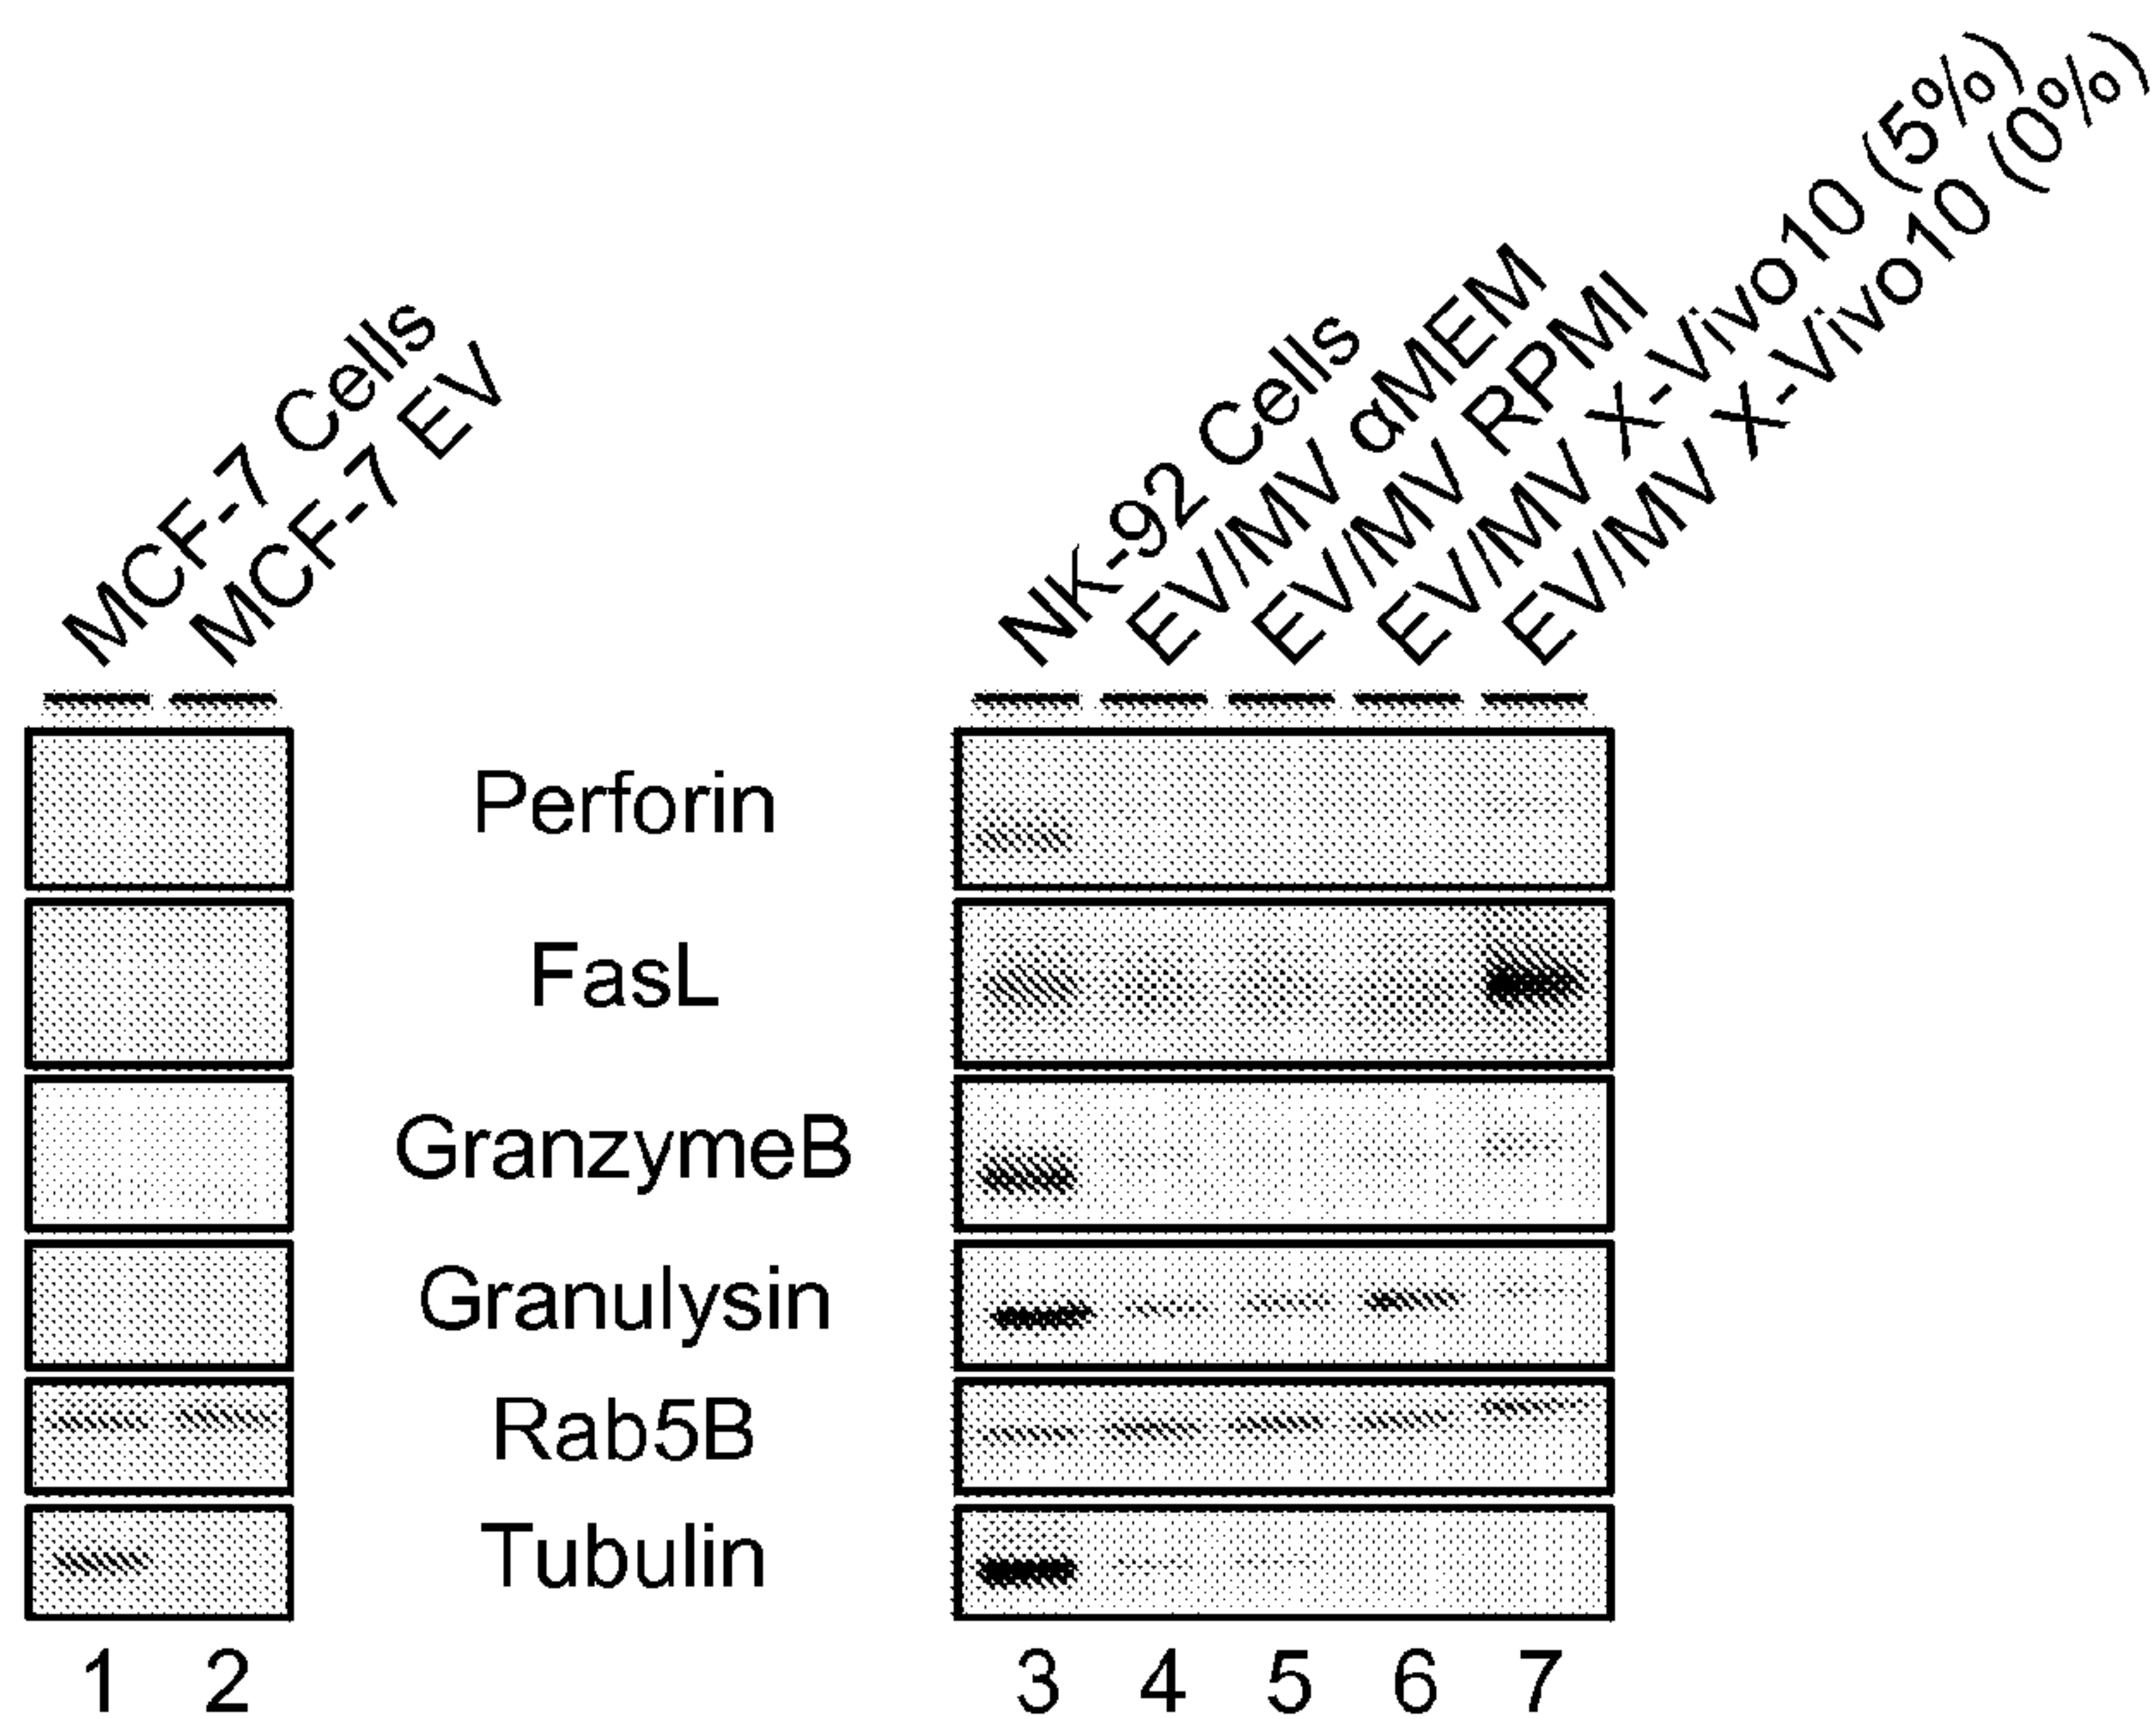 MCF-7 Cells
MCF-7 EV
NK-92 Cells
EV/MV αMEM
EV/MV RPMI
EV/MV X-Vivo10 (5%)
EV/MV X-Vivo10 (0%)
Perforin
FasL
GranzymeB
Granulysin
Rab5B
Tubulin
1 2 3 4 5 6 7